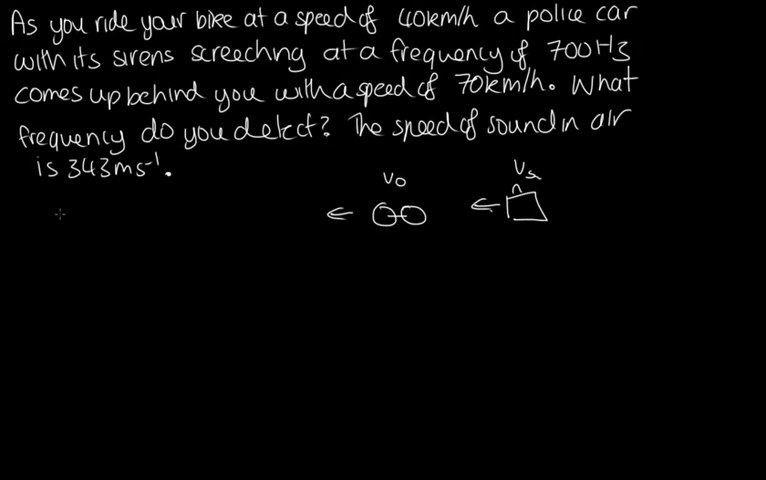 As you ride your bike at a speed of 40km/h a police car
with its sirens screeching at a frequency of 700Hz
comes up behind you with a speed of 70km/h. What
frequency do you detect? The speed of sound in air
is 343ms⁻¹.
Vo Vs